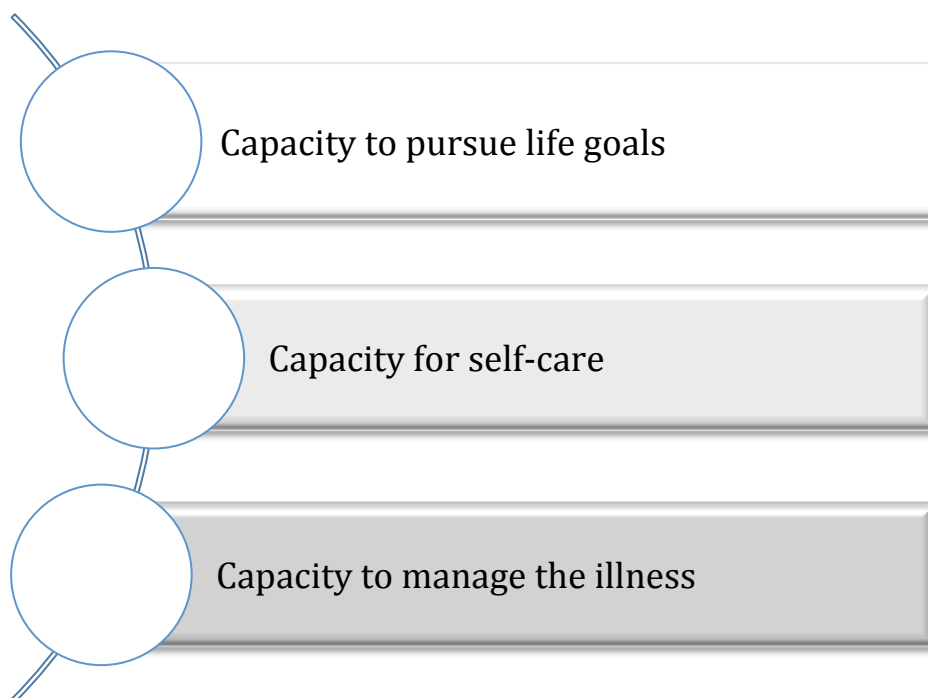 Capacity to pursue life goals
Capacity for self-care
Capacity to manage the illness